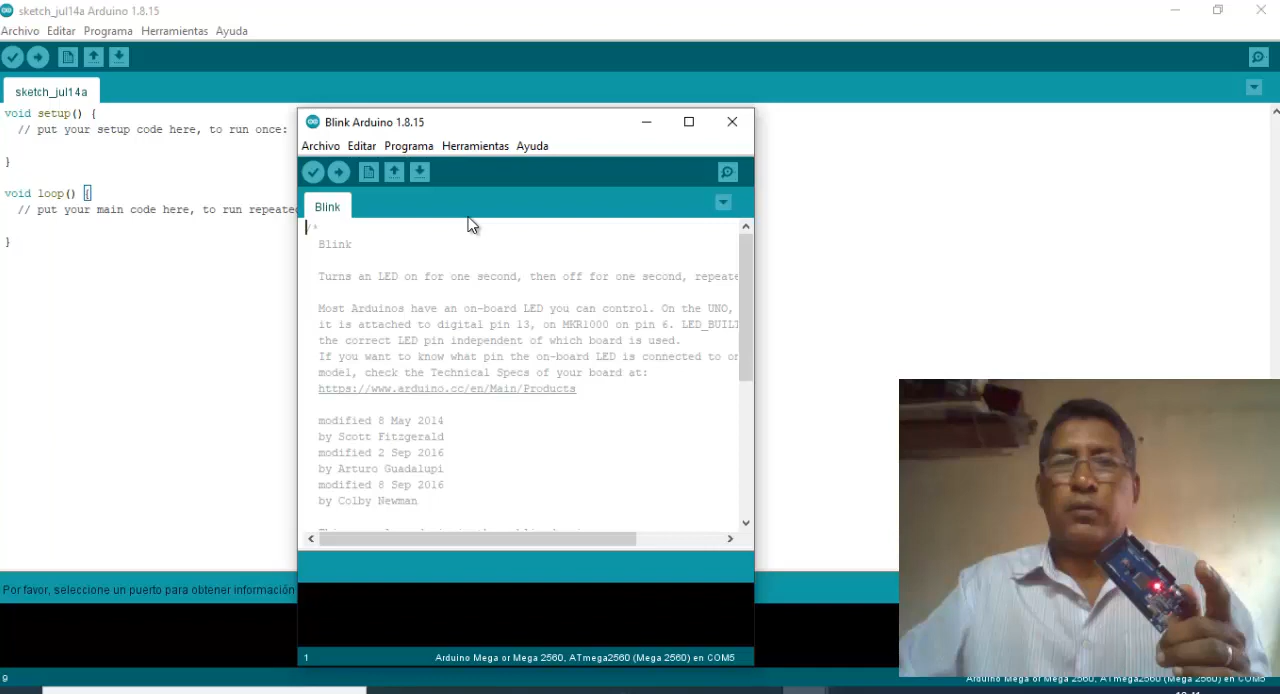 sketch_jul14a Arduino 1.8.15
Archivo Editar Programa Herramientas Ayuda
sketch_jul14a
void setup() {
// put your setup code here, to run once:
}
void loop() {
// put your main code here, to run repeated
}
Por favor, seleccione un puerto para obtener información
9
Blink Arduino 1.8.15
Archivo Editar Programa Herramientas Ayuda
Blink
/*
Blink
Turns an LED on for one second, then off for one second, repeate
Most Arduinos have an on-board LED you can control. On the UNO,
it is attached to digital pin 13, on MKR1000 on pin 6. LED_BUILT
the correct LED pin independent of which board is used.
If you want to know what pin the on-board LED is connected to on
model, check the Technical Specs of your board at:
https://www.arduino.cc/en/Main/Products
modified 8 May 2014
by Scott Fitzgerald
modified 2 Sep 2016
by Arturo Guadalupi
modified 8 Sep 2016
by Colby Newman
1 Arduino Mega or Mega 2560, ATmega2560 (Mega 2560) en COM5
Arduino Mega or Mega 2560, ATmega2560 (Mega 2560) en COM5